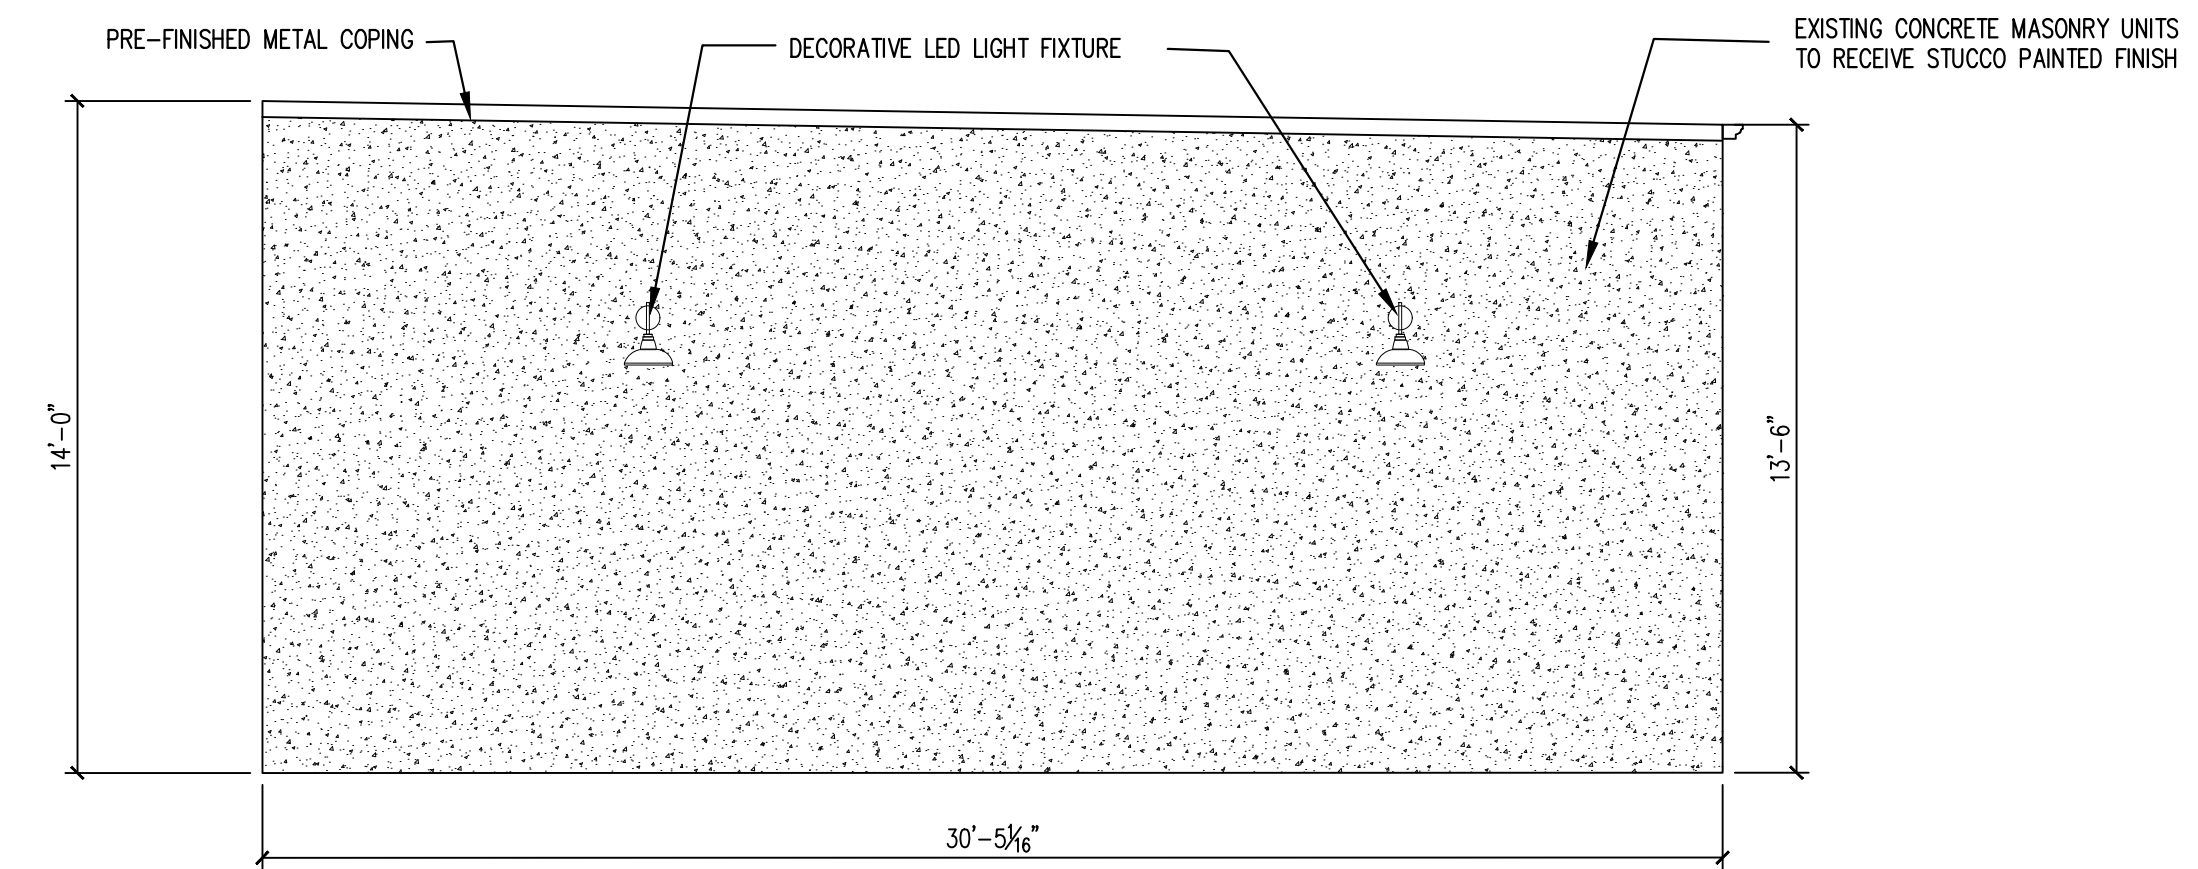 PRE-FINISHED METAL COPING
DECORATIVE LED LIGHT FIXTURE
EXISTING CONCRETE MASONRY UNITS
TO RECEIVE STUCCO PAINTED FINISH
14'-0"
13'-6"
30'-5 1/16"